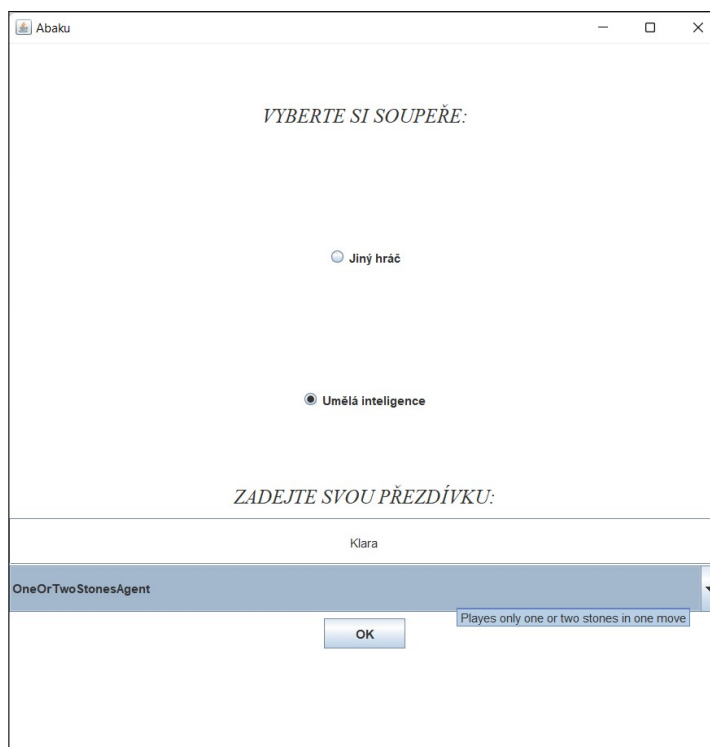 Abaku
VYBERTE SI SOUPEŘE:
Jiný hráč
Umělá inteligence
ZADEJTE SVOU PŘEZDÍVKU:
Klara
OneOrTwoStonesAgent
Playes only one or two stones in one move
OK